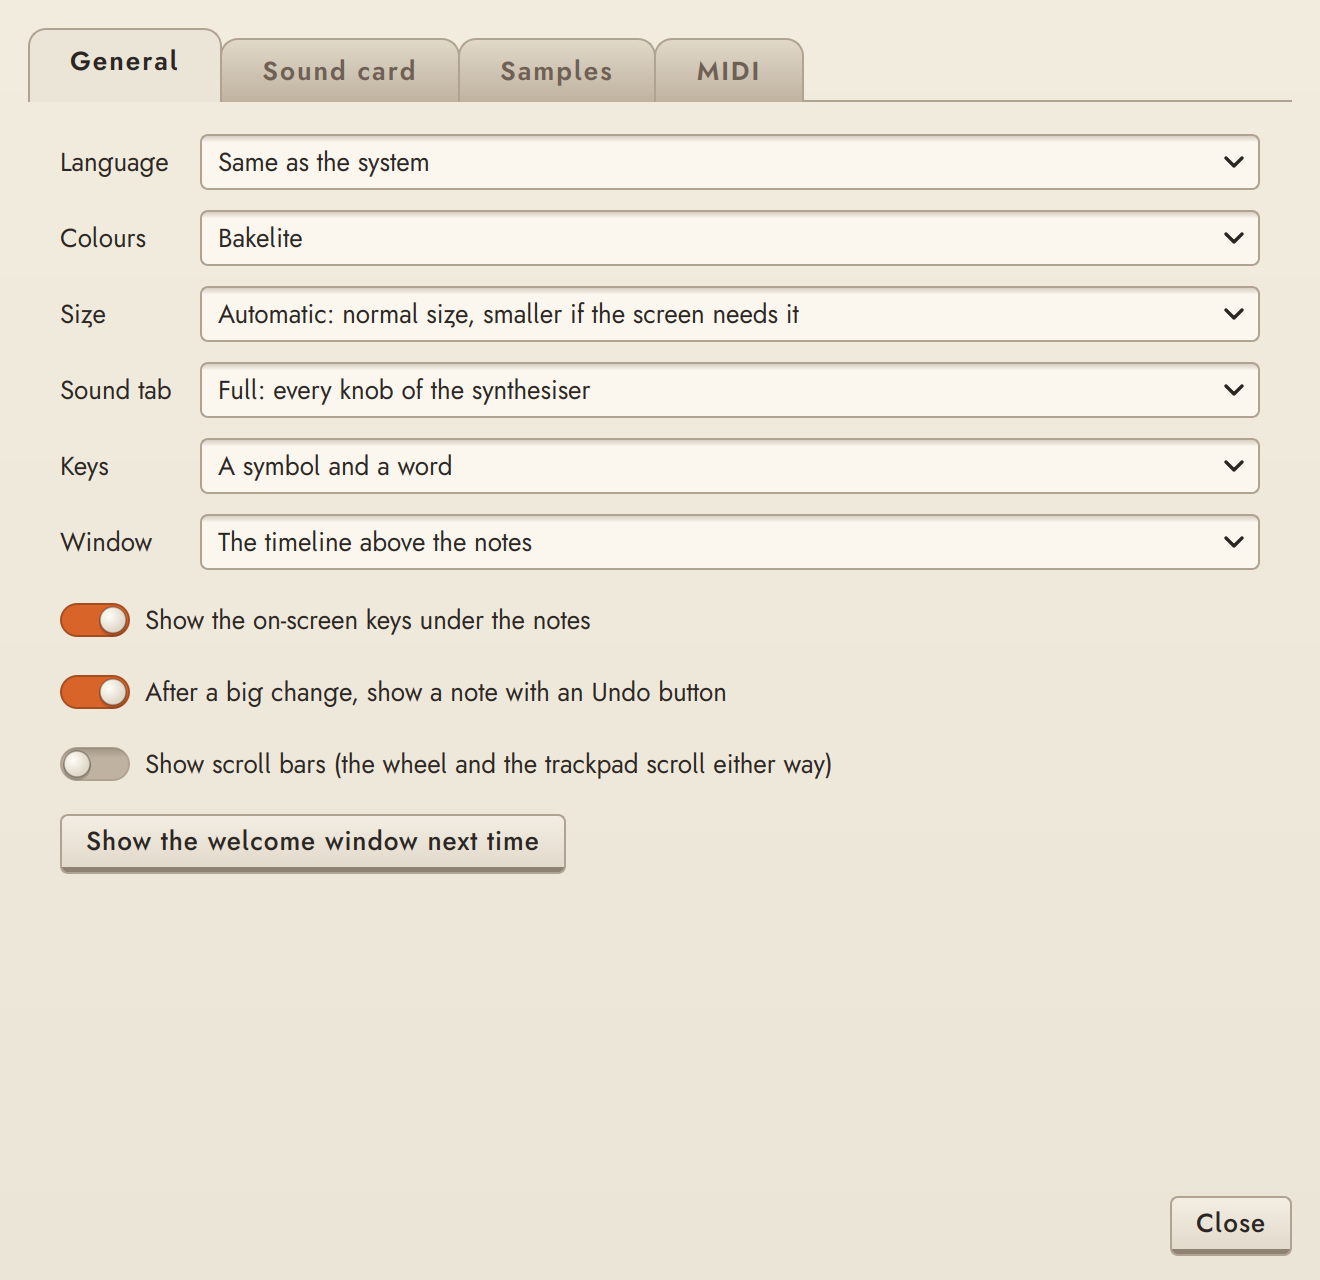 General
Sound card
Samples
MIDI
Language
Same as the system
Colours
Bakelite
Size
Automatic: normal size, smaller if the screen needs it
Sound tab
Full: every knob of the synthesiser
Keys
A symbol and a word
Window
The timeline above the notes
Show the on-screen keys under the notes
After a big change, show a note with an Undo button
Show scroll bars (the wheel and the trackpad scroll either way)
Show the welcome window next time
Close